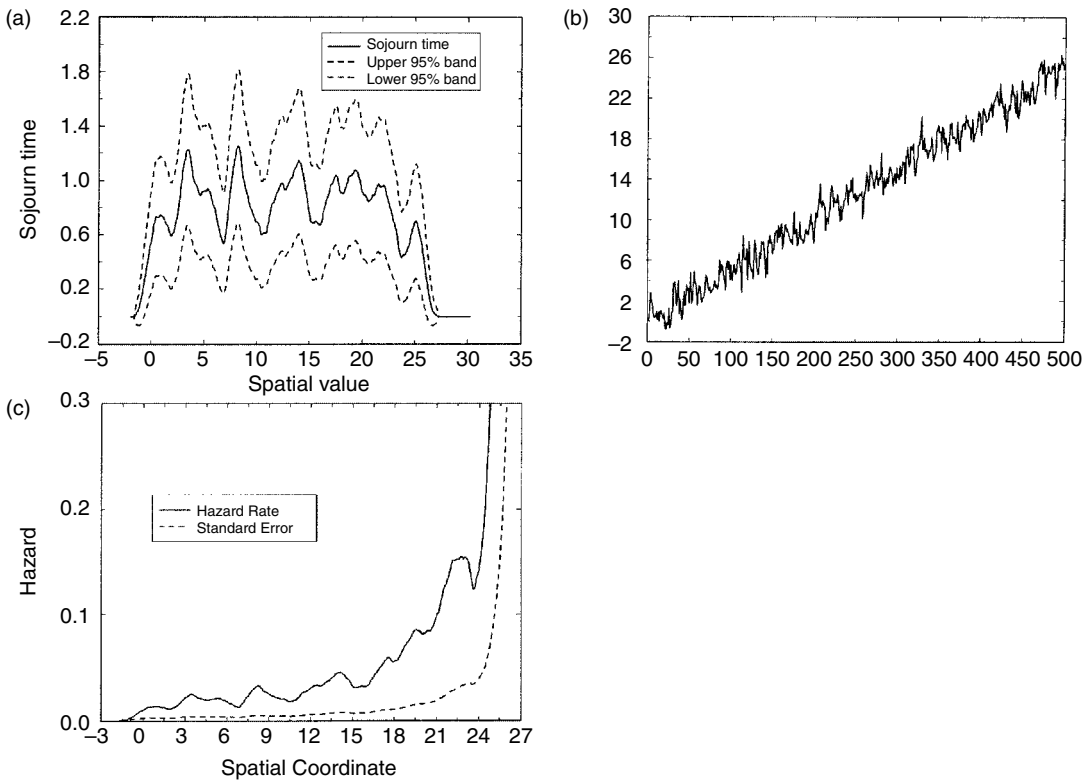 (a)
2.2
1.8
1.4
1.0
0.6
0.2
–0.2
Sojourn time
Sojourn time
Upper 95% band
Lower 95% band
–5 0 5 10 15 20 25 30 35
Spatial value
(b)
30
26
22
18
14
10
6
2
–2
0 50 100 150 200 250 300 350 400 450 500
(c)
0.3
0.2
0.1
0.0
Hazard
Hazard Rate
Standard Error
–3 0 3 6 9 12 15 18 21 24 27
Spatial Coordinate